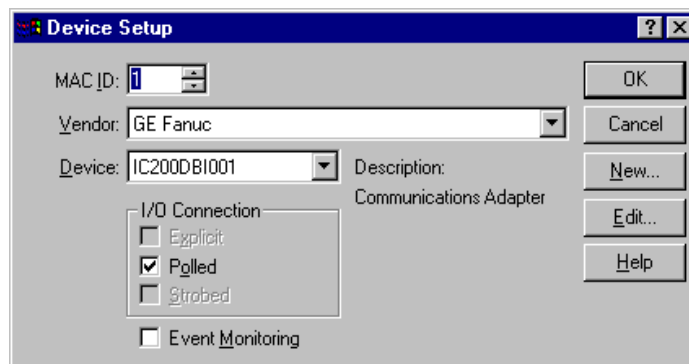 Device Setup
MAC ID: 1
OK
Vendor: GE Fanuc
Cancel
Device: IC200DBI001
Description:
Communications Adapter
New...
I/O Connection
Explicit
Polled
Strobed
Edit...
Help
Event Monitoring